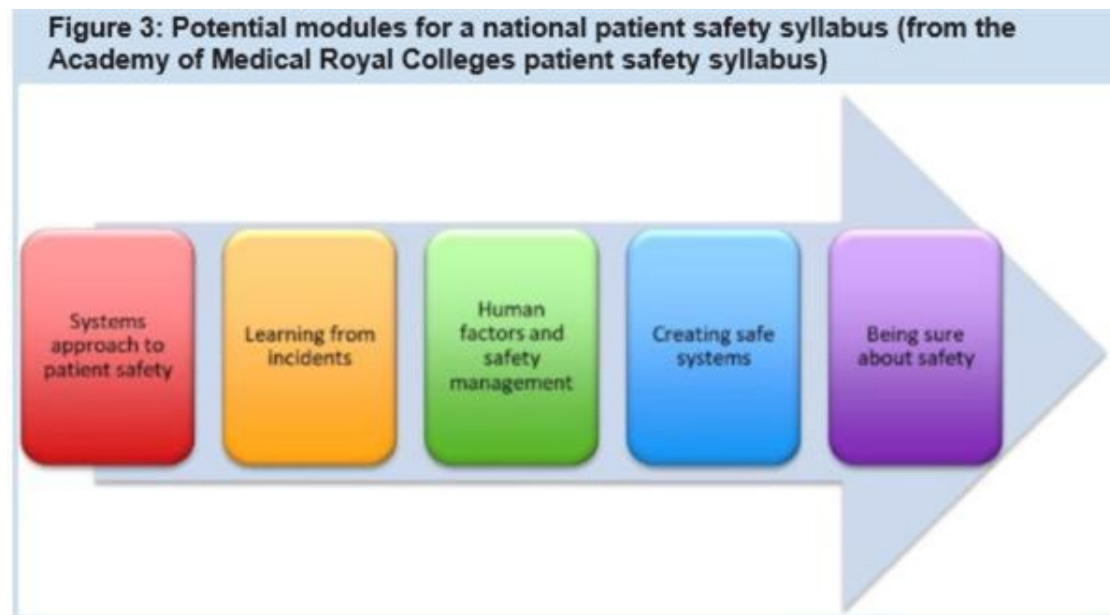 Figure 3: Potential modules for a national patient safety syllabus (from the
Academy of Medical Royal Colleges patient safety syllabus)
Systems
approach to
patient safety
Learning from
incidents
Human
factors and
safety
management
Creating safe
systems
Being sure
about safety